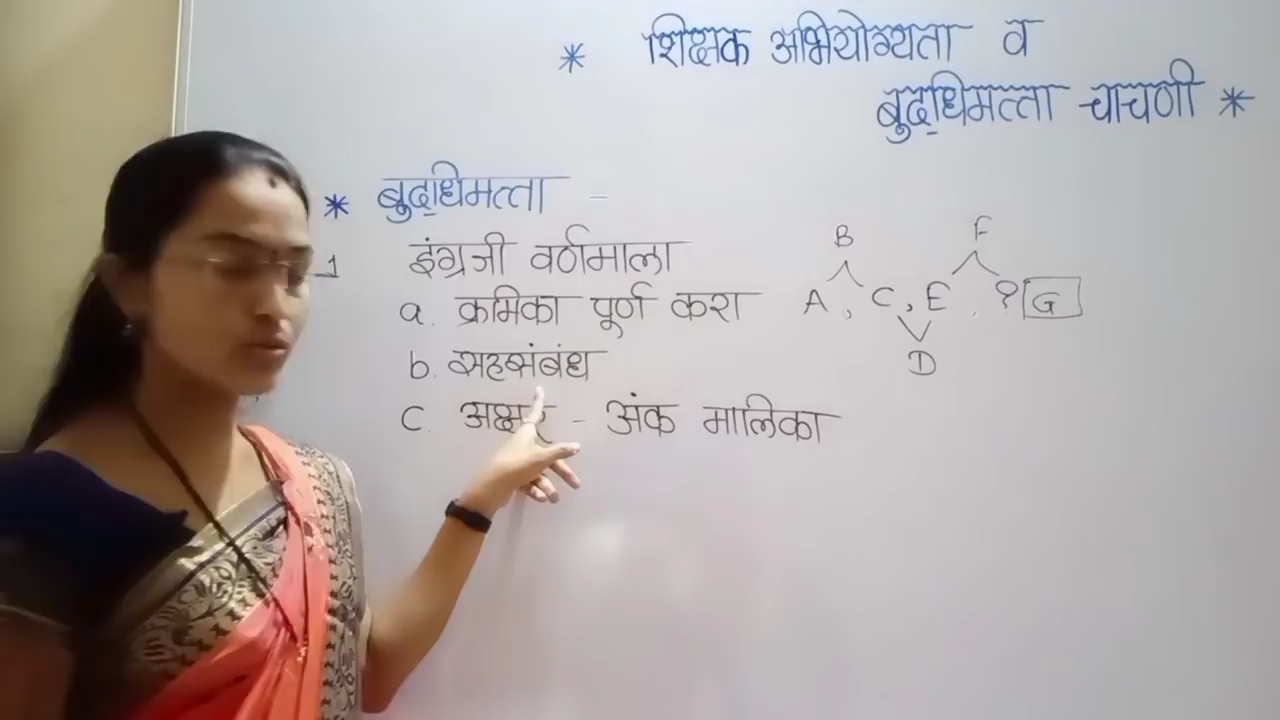 * शिक्षक अभियोग्यता व
बुद्धिमत्ता चाचणी *
* बुद्धिमत्ता -
1 इंग्रजी वर्णमाला
a. क्रमिका पूर्ण करा
b. सहसंबंध
c. अक्षर - अंक मालिका
B F
A , C , E , ? G
D